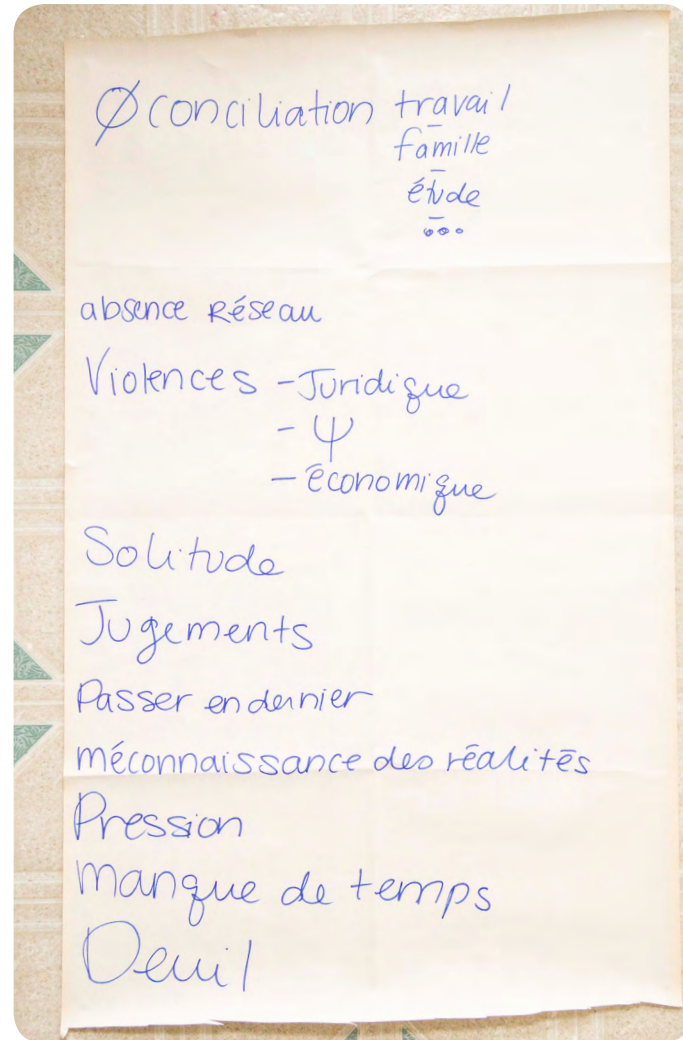 Ø conciliation travail
-
famille
-
étude
-
...
absence Réseau
Violences - Juridique
- Ψ
- économique
Solitude
Jugements
Passer en dernier
méconnaissance des réalités
Pression
manque de temps
Deuil